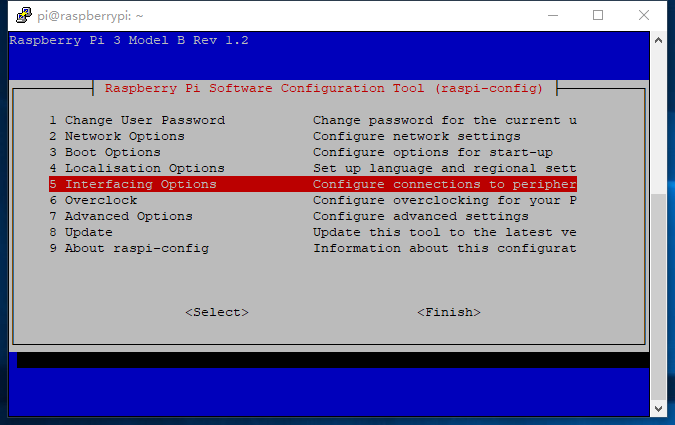 pi@raspberrypi: ~
Raspberry Pi 3 Model B Rev 1.2
Raspberry Pi Software Configuration Tool (raspi-config)
1 Change User Password Change password for the current u
2 Network Options Configure network settings
3 Boot Options Configure options for start-up
4 Localisation Options Set up language and regional sett
5 Interfacing Options Configure connections to peripher
6 Overclock Configure overclocking for your P
7 Advanced Options Configure advanced settings
8 Update Update this tool to the latest ve
9 About raspi-config Information about this configurat
<Select> <Finish>